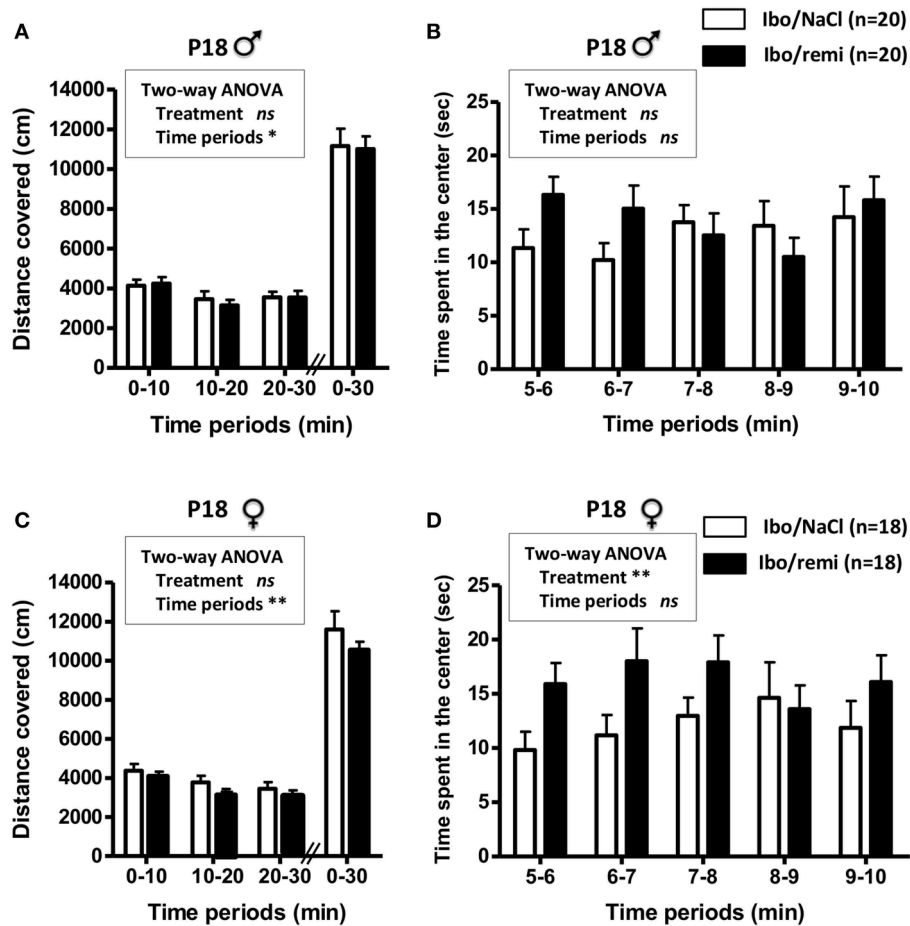 A
P18 ♂
Two-way ANOVA
Treatment ns
Time periods *
Distance covered (cm)
14000
12000
10000
8000
6000
4000
2000
0
0-10
10-20
20-30
0-30
Time periods (min)
B
P18 ♂
Ibo/NaCl (n=20)
Ibo/remi (n=20)
Two-way ANOVA
Treatment ns
Time periods ns
Time spent in the center (sec)
25
20
15
10
5
0
5-6
6-7
7-8
8-9
9-10
Time periods (min)
C
P18 ♀
Two-way ANOVA
Treatment ns
Time periods **
Distance covered (cm)
14000
12000
10000
8000
6000
4000
2000
0
0-10
10-20
20-30
0-30
Time periods (min)
D
P18 ♀
Ibo/NaCl (n=18)
Ibo/remi (n=18)
Two-way ANOVA
Treatment **
Time periods ns
Time spent in the center (sec)
25
20
15
10
5
0
5-6
6-7
7-8
8-9
9-10
Time periods (min)